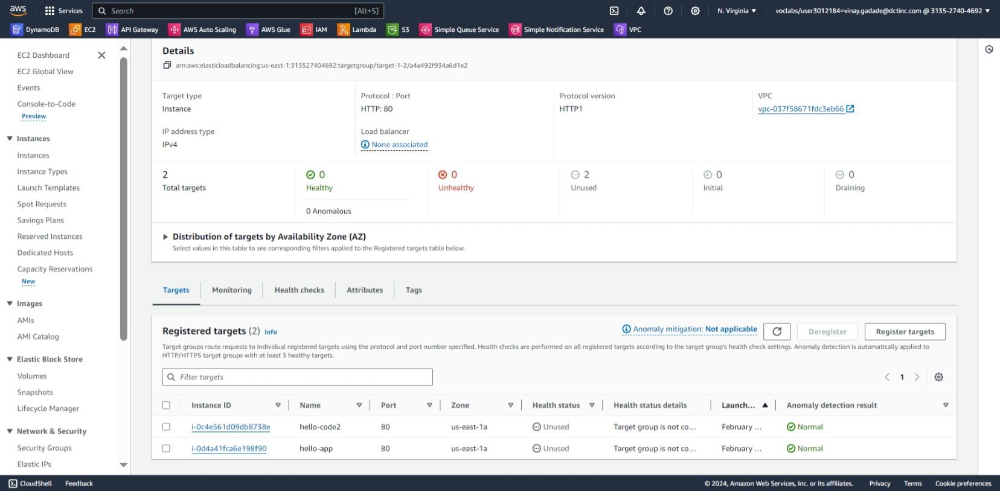 aws
Services
Search
[Alt+S]
N. Virginia
voclabs/user3012184=vinay.gadade@dctinc.com @ 3135-2740-4692
DynamoDB
EC2
API Gateway
AWS Auto Scaling
AWS Glue
IAM
Lambda
S3
Simple Queue Service
Simple Notification Service
VPC
EC2 Dashboard
EC2 Global View
Events
Console-to-Code
Preview
Instances
Instances
Instance Types
Launch Templates
Spot Requests
Savings Plans
Reserved Instances
Dedicated Hosts
Capacity Reservations
New
Images
AMIs
AMI Catalog
Elastic Block Store
Volumes
Snapshots
Lifecycle Manager
Network & Security
Security Groups
Elastic IPs
Details
arn:aws:elasticloadbalancing:us-east-1:313527404692:targetgroup/target-1-2/a4a492f934a6d1e2
Target type
Instance
Protocol : Port
HTTP: 80
Protocol version
HTTP1
VPC
vpc-037f58671fdc3eb66
IP address type
IPv4
Load balancer
None associated
2
Total targets
0
Healthy
0 Anomalous
0
Unhealthy
2
Unused
0
Initial
0
Draining
Distribution of targets by Availability Zone (AZ)
Select values in this table to see corresponding filters applied to the Registered targets table below.
Targets
Monitoring
Health checks
Attributes
Tags
Registered targets (2) Info
Anomaly mitigation: Not applicable
Deregister
Register targets
Target groups route requests to individual registered targets using the protocol and port number specified. Health checks are performed on all registered targets according to the target group's health check settings. Anomaly detection is automatically applied to
HTTP/HTTPS target groups with at least 3 healthy targets.
Filter targets
1
Instance ID Name Port Zone Health status Health status details Launch... Anomaly detection result
i-0c4e561d09db8738e hello-code2 80 us-east-1a Unused Target group is not co... February ... Normal
i-0d4a41fca6e198f90 hello-app 80 us-east-1a Unused Target group is not co... February ... Normal
CloudShell
Feedback
© 2024, Amazon Web Services, Inc. or its affiliates.
Privacy
Terms
Cookie preferences